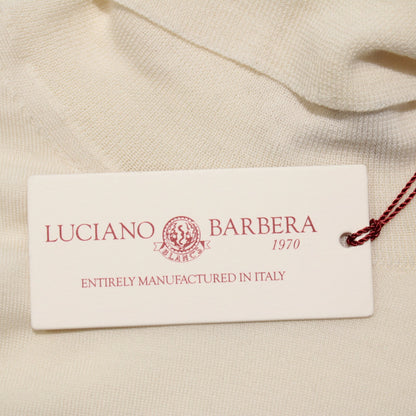 LUCIANO BARBERA
1970
ENTIRELY MANUFACTURED IN ITALY